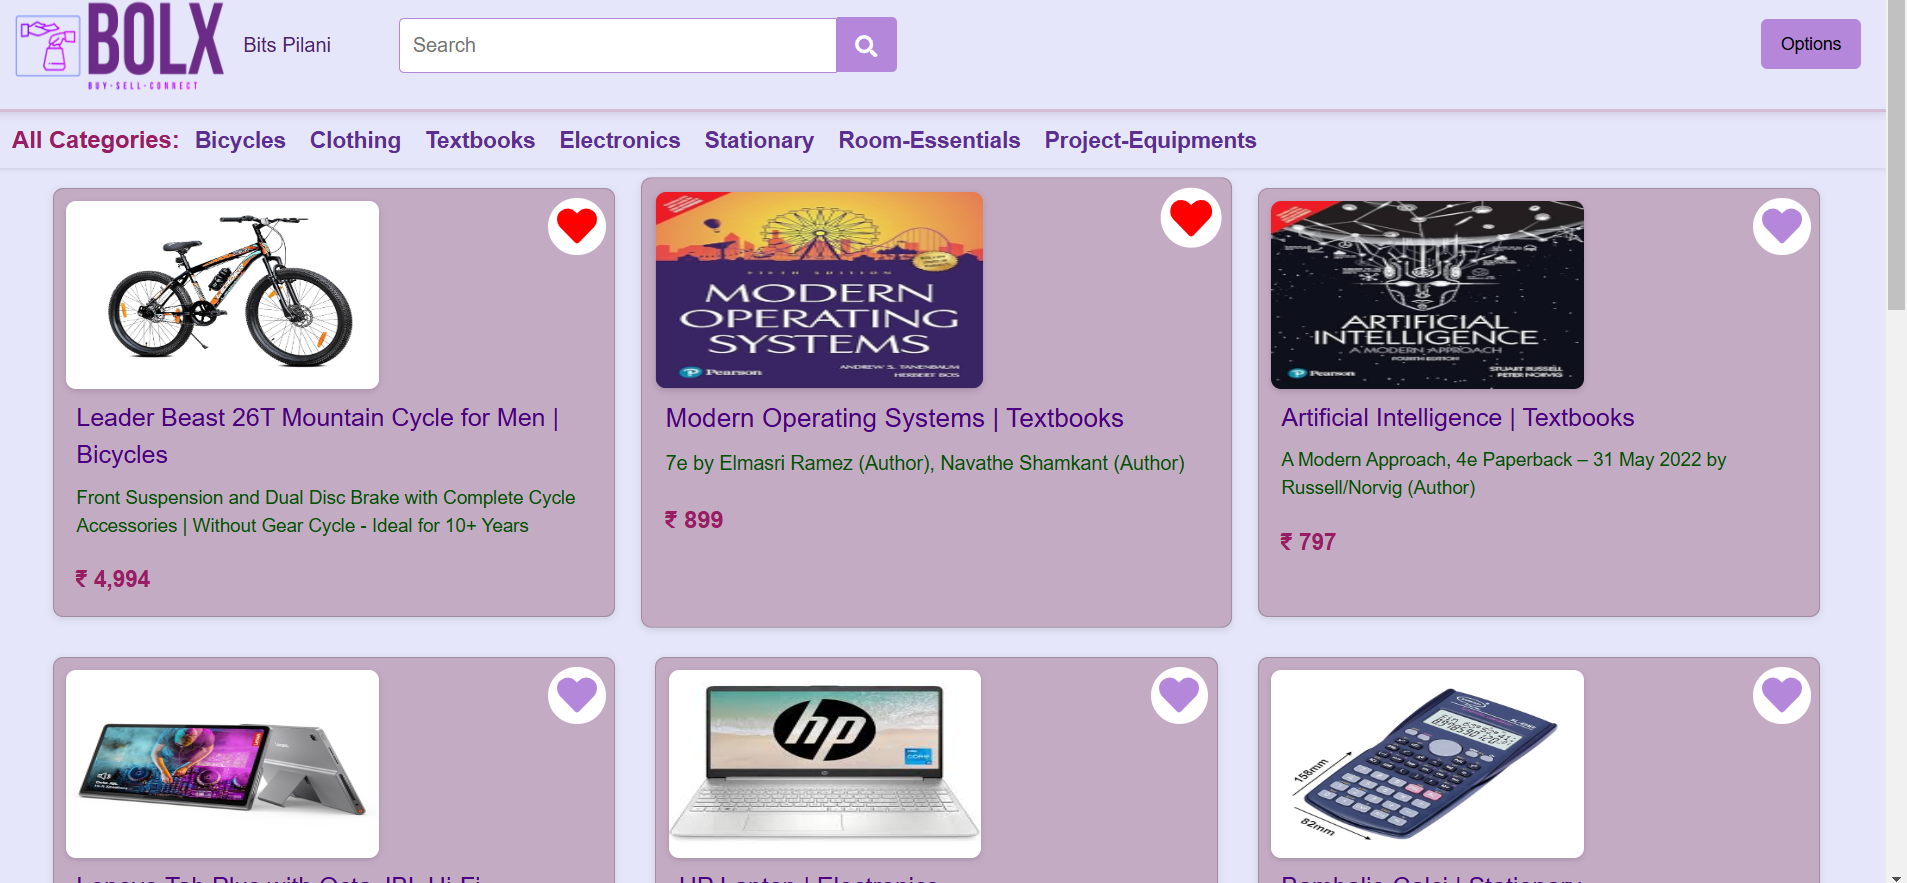 BOLX
BUY-SELL-CONNECT
Bits Pilani
Search
Options
All Categories: Bicycles Clothing Textbooks Electronics Stationary Room-Essentials Project-Equipments
FIFTH EDITION
MODERN
OPERATING
SYSTEMS
Pearson
ANDREW S. TANENBAUM
HERBERT BOS
ARTIFICIAL
INTELLIGENCE
A MODERN APPROACH
FOURTH EDITION
Pearson
STUART RUSSELL
PETER NORVIG
Leader Beast 26T Mountain Cycle for Men |
Bicycles
Front Suspension and Dual Disc Brake with Complete Cycle
Accessories | Without Gear Cycle - Ideal for 10+ Years
₹ 4,994
Modern Operating Systems | Textbooks
7e by Elmasri Ramez (Author), Navathe Shamkant (Author)
₹ 899
Artificial Intelligence | Textbooks
A Modern Approach, 4e Paperback – 31 May 2022 by
Russell/Norvig (Author)
₹ 797
hp
158mm
82mm
HP Laptop | Electronics